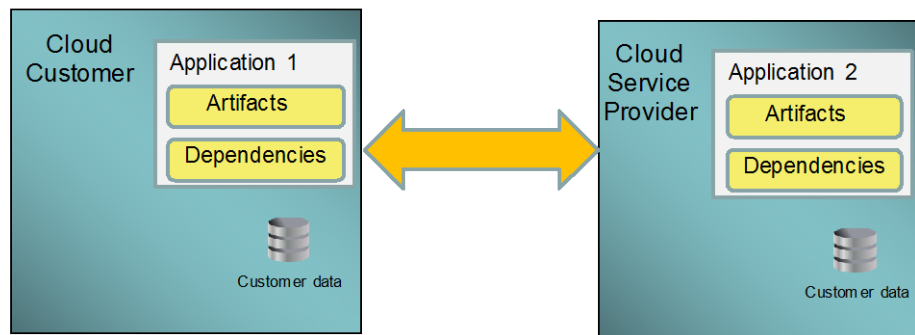 Cloud
Customer
Application 1
Artifacts
Dependencies
Customer data
Cloud
Service
Provider
Application 2
Artifacts
Dependencies
Customer data